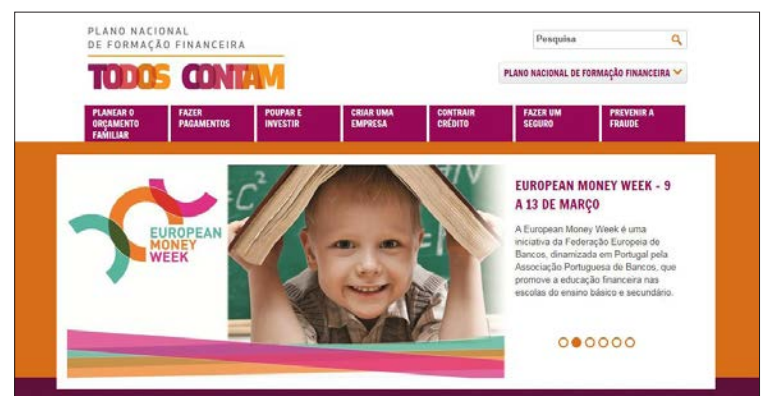 PLANO NACIONAL
DE FORMAÇÃO FINANCEIRA
TODOS CONTAM
Pesquisa
PLANO NACIONAL DE FORMAÇÃO FINANCEIRA
PLANEAR O
ORÇAMENTO
FAMILIAR
FAZER
PAGAMENTOS
POUPAR E
INVESTIR
CRIAR UMA
EMPRESA
CONTRAIR
CRÉDITO
FAZER UM
SEGURO
PREVENIR A
FRAUDE
EUROPEAN
MONEY
WEEK
C²
EUROPEAN MONEY WEEK - 9
A 13 DE MARÇO
A European Money Week é uma
iniciativa da Federação Europeia de
Bancos, dinamizada em Portugal pela
Associação Portuguesa de Bancos, que
promove a educação financeira nas
escolas do ensino básico e secundário.